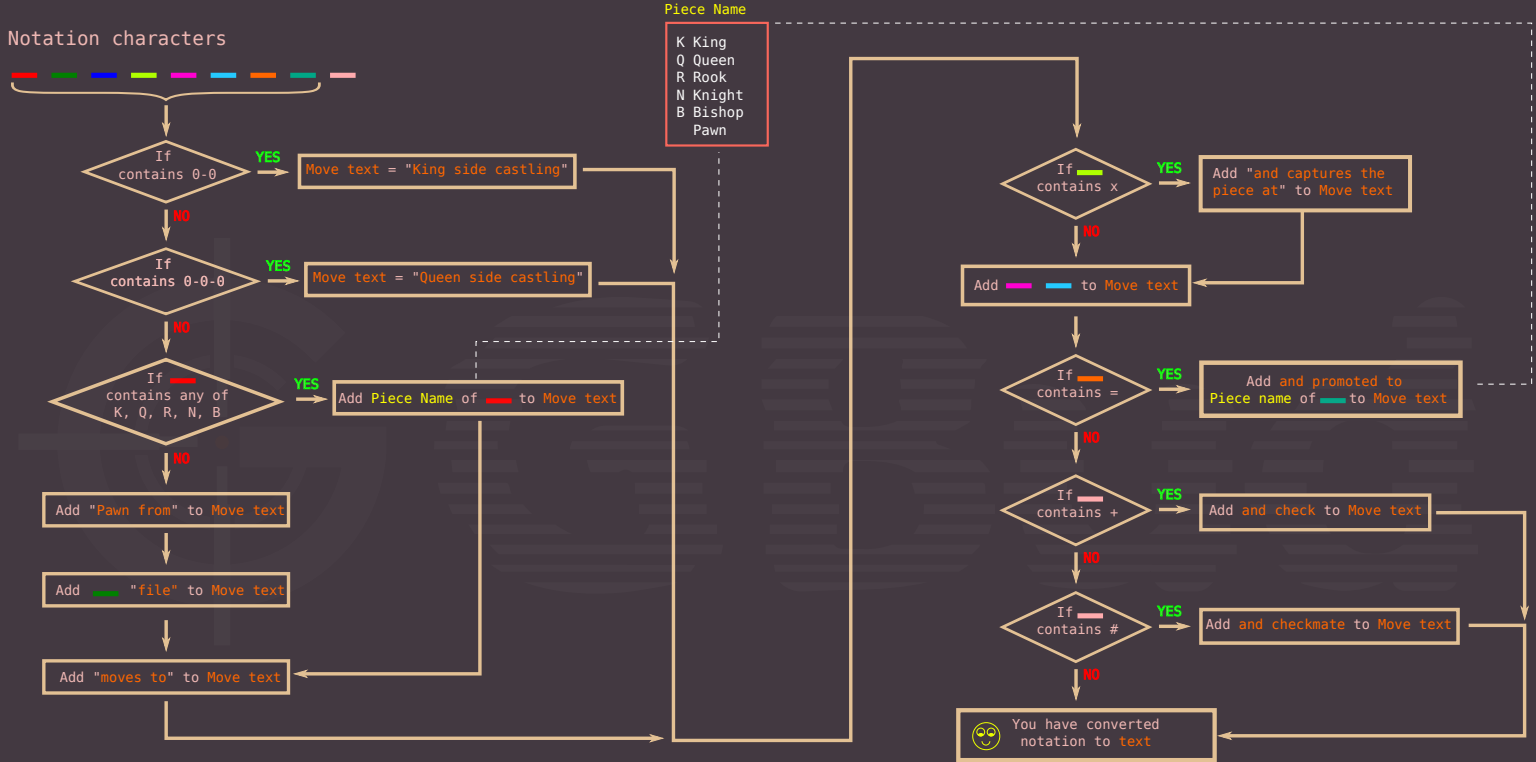 Piece Name
K King
Q Queen
R Rook
N Knight
B Bishop
Pawn
Notation characters
If
contains 0-0
YES
Move text = "King side castling"
NO
If
contains 0-0-0
YES
Move text = "Queen side castling"
NO
If
contains any of
K, Q, R, N, B
YES
Add Piece Name of to Move text
NO
Add "Pawn from" to Move text
Add "file" to Move text
Add "moves to" to Move text
If
contains x
YES
Add "and captures the
piece at" to Move text
NO
Add to Move text
If
contains =
YES
Add and promoted to
Piece name of to Move text
NO
If
contains +
YES
Add and check to Move text
NO
If
contains #
YES
Add and checkmate to Move text
NO
You have converted
notation to text